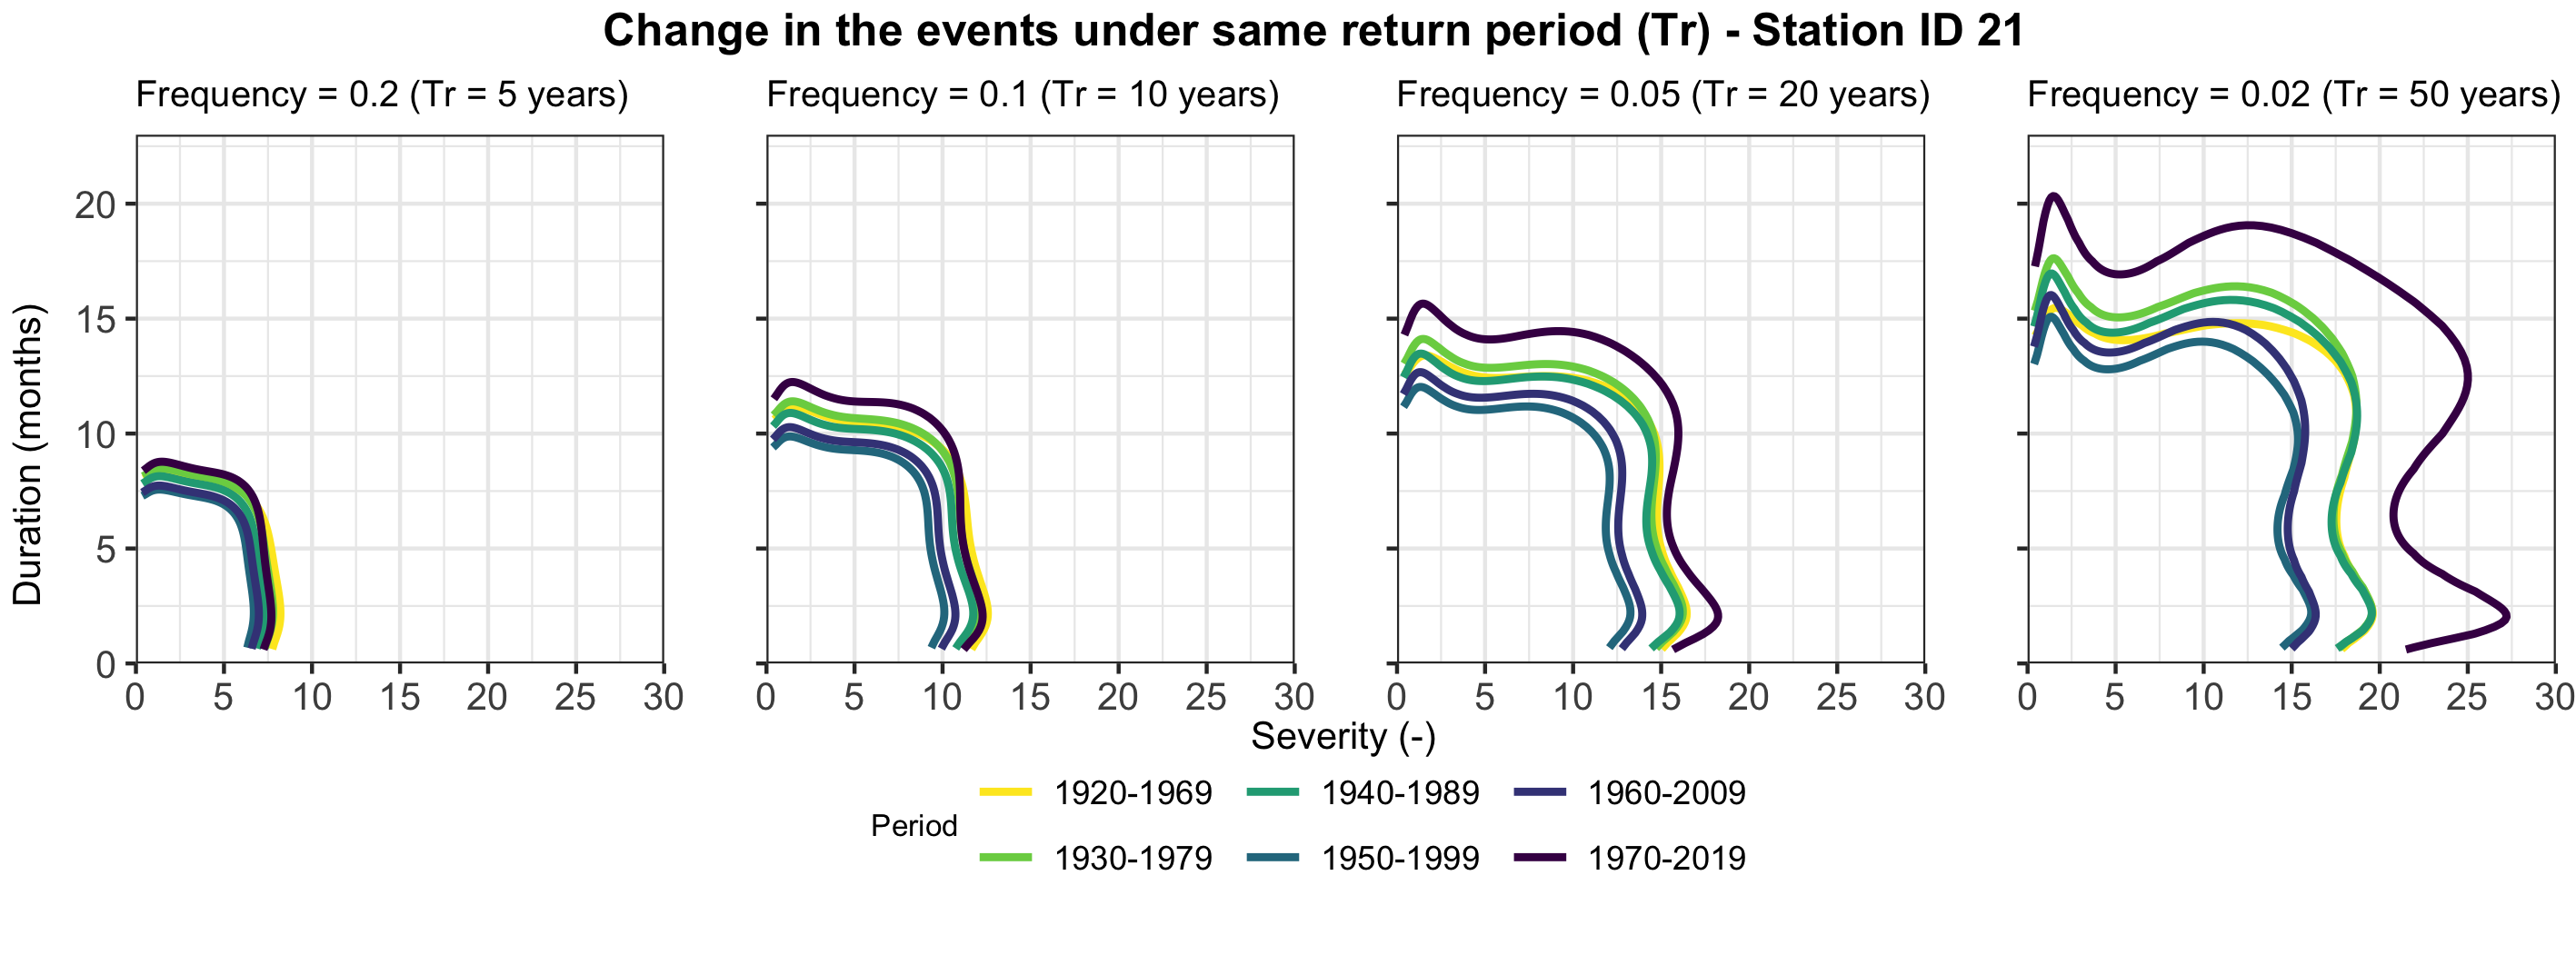 Change in the events under same return period (Tr) - Station ID 21
Frequency = 0.2 (Tr = 5 years)
Frequency = 0.1 (Tr = 10 years)
Frequency = 0.05 (Tr = 20 years)
Frequency = 0.02 (Tr = 50 years)
Duration (months)
20
15
10
5
0
0 5 10 15 20 25 30
0 5 10 15 20 25 30
0 5 10 15 20 25 30
0 5 10 15 20 25 30
Severity (-)
Period
1920-1969 1940-1989 1960-2009
1930-1979 1950-1999 1970-2019